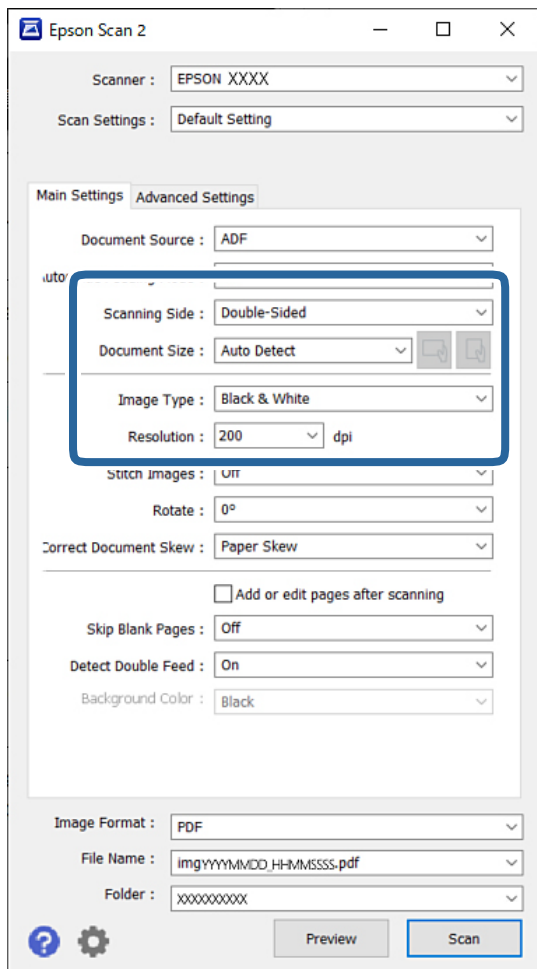 Epson Scan 2
Scanner : EPSON XXXX
Scan Settings : Default Setting
Main Settings Advanced Settings
Document Source : ADF
Scanning Side : Double-Sided
Document Size : Auto Detect
Image Type : Black & White
Resolution : 200 dpi
Stitch Images : Off
Rotate : 0°
Correct Document Skew : Paper Skew
Add or edit pages after scanning
Skip Blank Pages : Off
Detect Double Feed : On
Background Color : Black
Image Format : PDF
File Name : imgYYYYMMDD_HHMMSSSS.pdf
Folder : XXXXXXXXXX
? Preview Scan